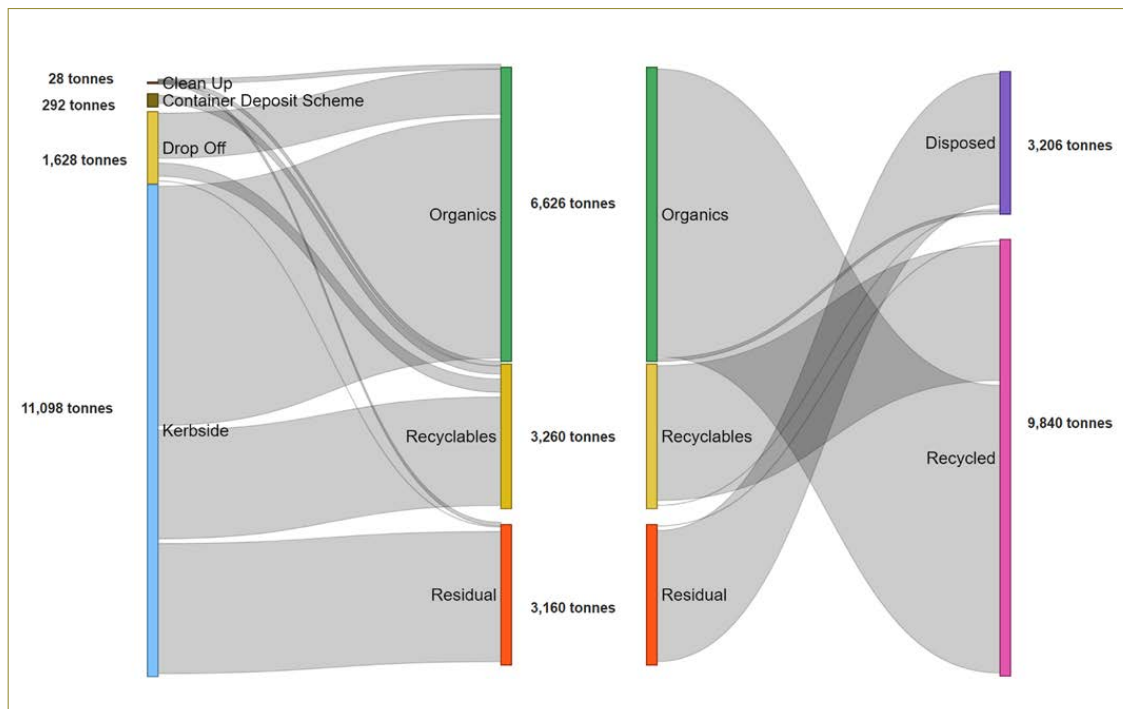 28 tonnes
Clean Up
292 tonnes
Container Deposit Scheme
1,628 tonnes
Drop Off
11,098 tonnes
Kerbside
Organics
6,626 tonnes
Recyclables
3,260 tonnes
Residual
3,160 tonnes
Organics
Recyclables
Residual
Disposed
3,206 tonnes
Recycled
9,840 tonnes